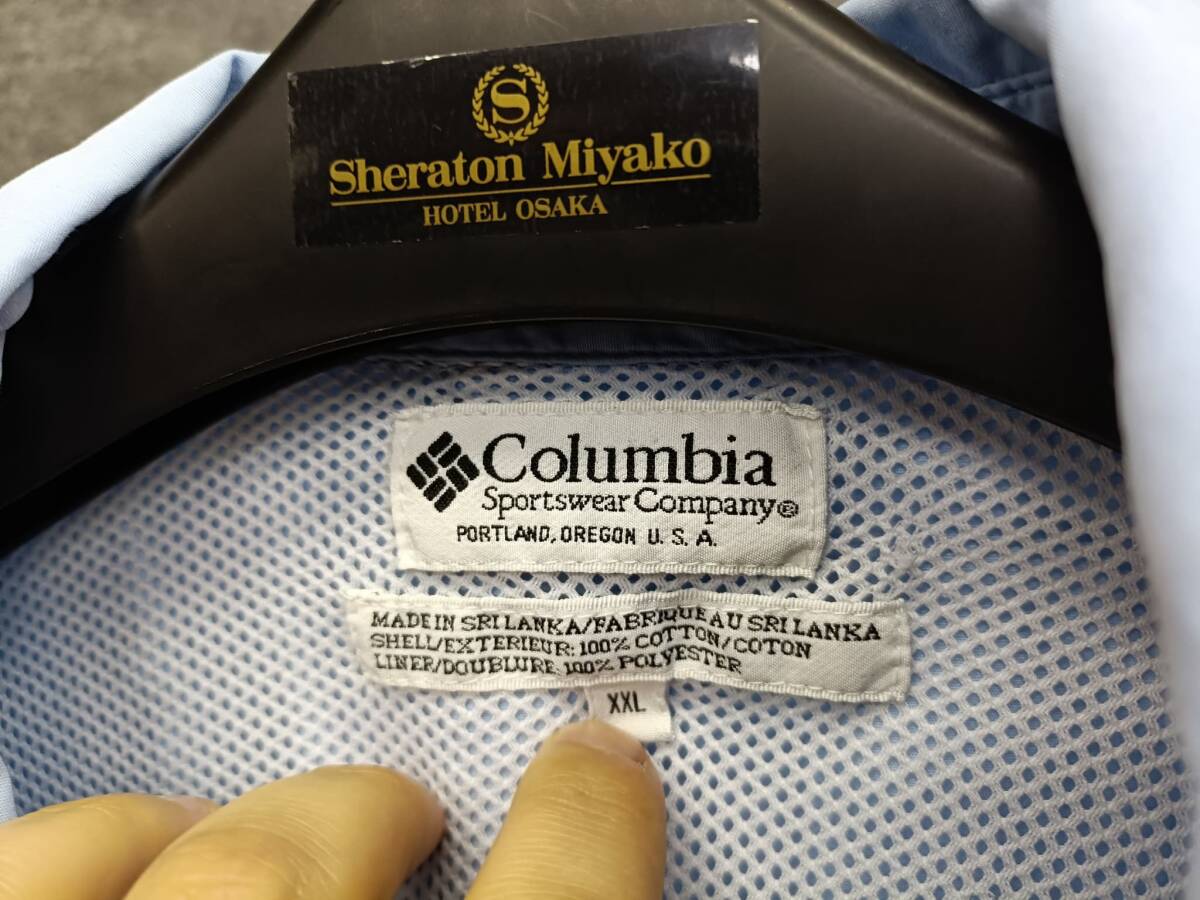 S
Sheraton Miyako
HOTEL OSAKA
Columbia
Sportswear Company®
PORTLAND, OREGON U. S. A.
MADE IN SRI LANKA/FABRIQUE AU SRI LANKA
SHELL/EXTERIEUR: 100% COTTON/COTON
LINER/DOUBLURE: 100% POLYESTER
XXL